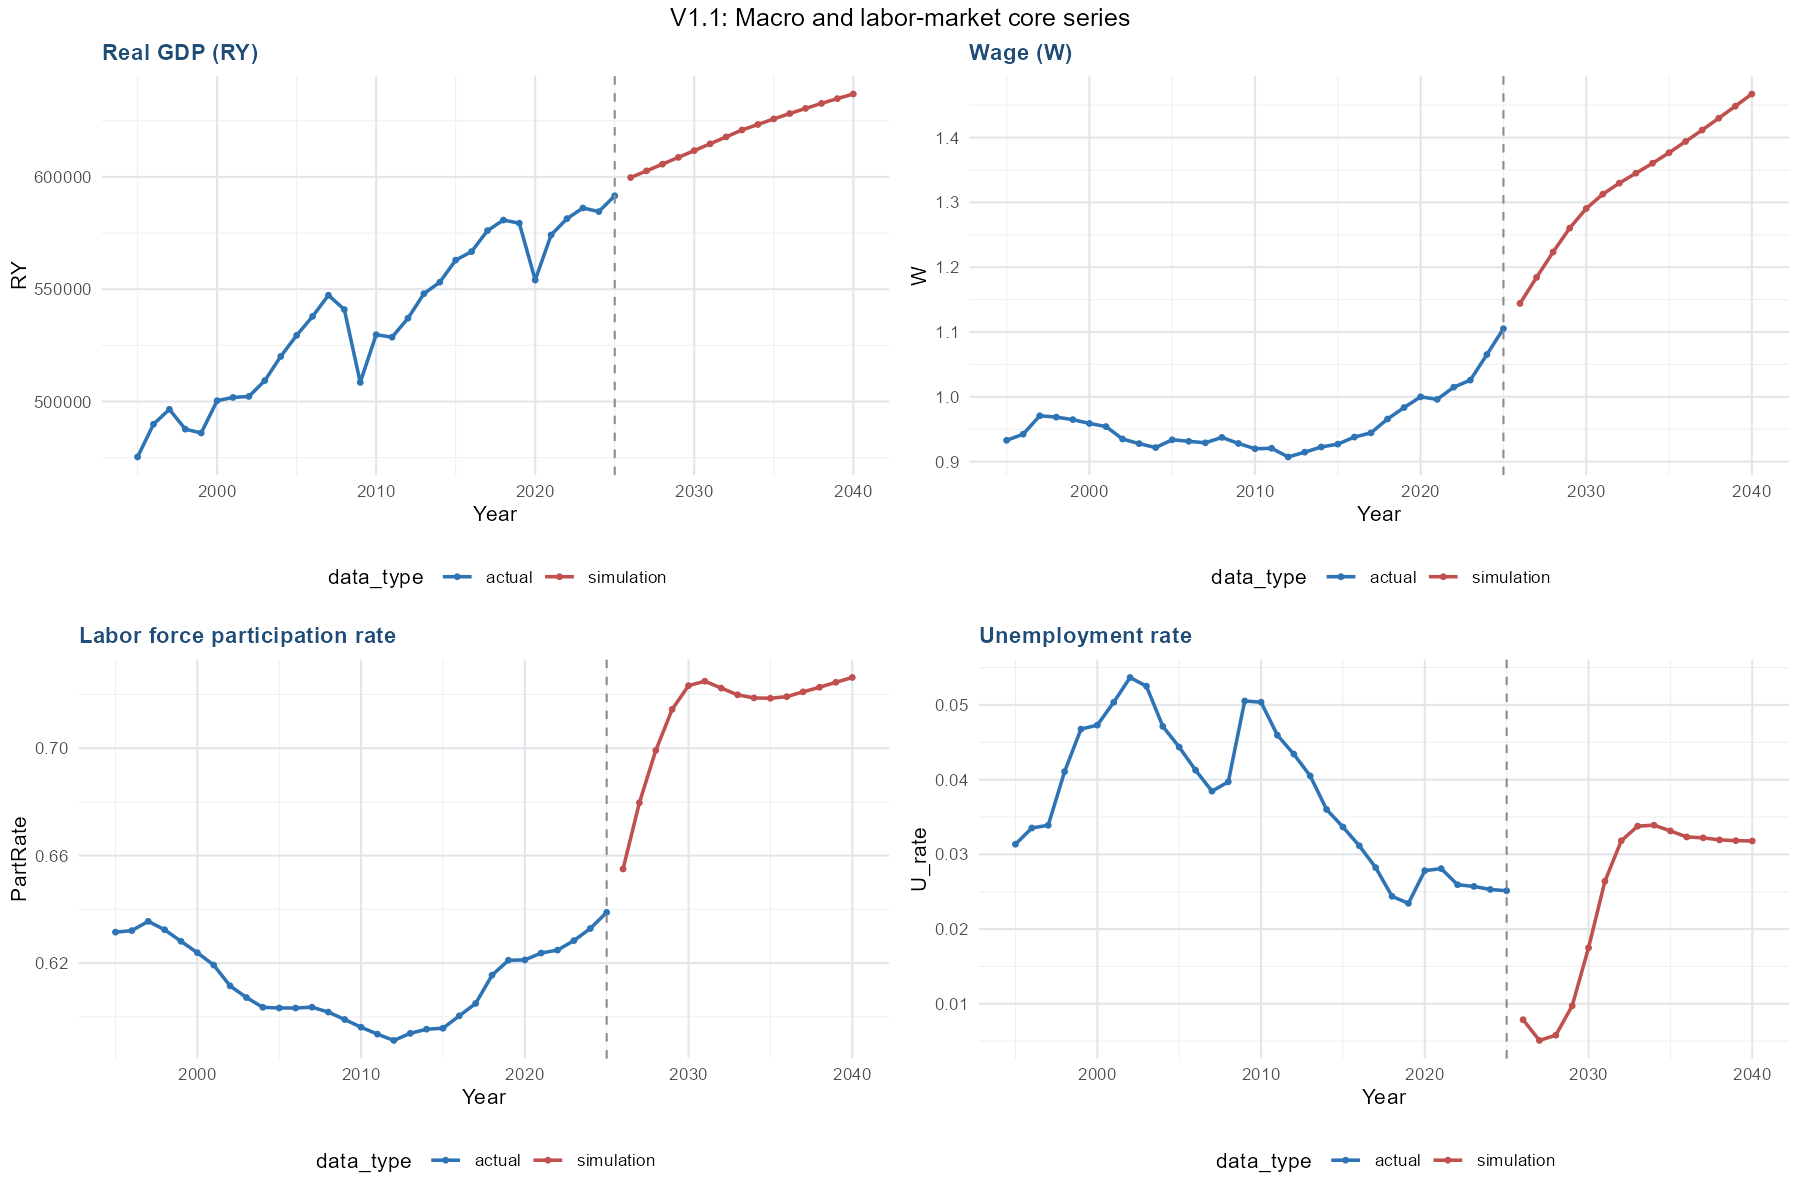 V1.1: Macro and labor-market core series
Real GDP (RY)
RY
600000
550000
500000
2000 2010 2020 2030 2040
Year
data_type actual simulation
Wage (W)
W
1.4
1.3
1.2
1.1
1.0
0.9
2000 2010 2020 2030 2040
Year
data_type actual simulation
Labor force participation rate
PartRate
0.70
0.66
0.62
2000 2010 2020 2030 2040
Year
data_type actual simulation
Unemployment rate
U_rate
0.05
0.04
0.03
0.02
0.01
2000 2010 2020 2030 2040
Year
data_type actual simulation